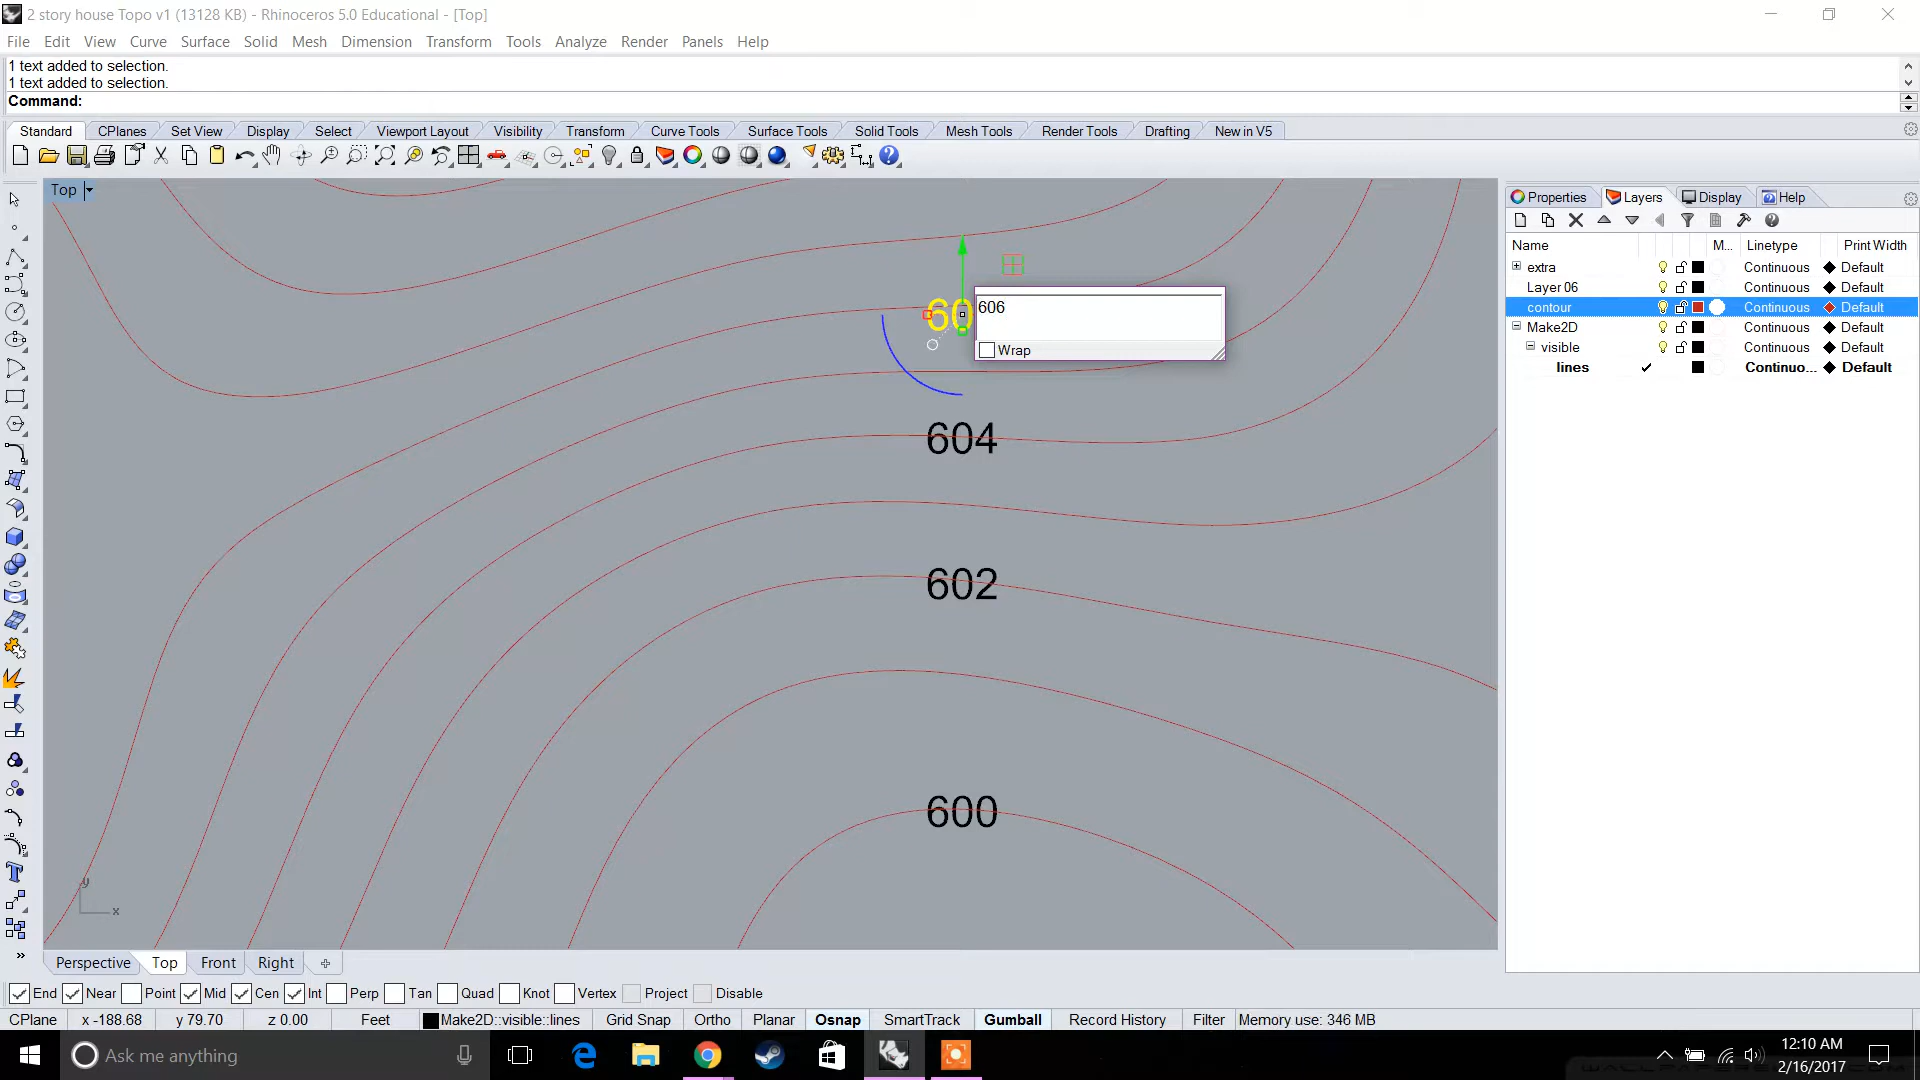 2 story house Topo v1 (13128 KB) - Rhinoceros 5.0 Educational - [Top]
File Edit View Curve Surface Solid Mesh Dimension Transform Tools Analyze Render Panels Help
1 text added to selection.
1 text added to selection.
Command:
Standard CPlanes Set View Display Select Viewport Layout Visibility Transform Curve Tools Surface Tools Solid Tools Mesh Tools Render Tools Drafting New in V5
Top
Properties Layers Display Help
Name M... Linetype Print Width
extra Continuous Default
Layer 06 Continuous Default
contour Continuous Default
Make2D Continuous Default
visible Continuous Default
lines Continuo... Default
60
606
Wrap
604
602
600
y
x
Perspective Top Front Right
End Near Point Mid Cen Int Perp Tan Quad Knot Vertex Project Disable
CPlane x -188.68 y 79.70 z 0.00 Feet Make2D::visible::lines Grid Snap Ortho Planar Osnap SmartTrack Gumball Record History Filter Memory use: 346 MB
Ask me anything
12:10 AM
2/16/2017